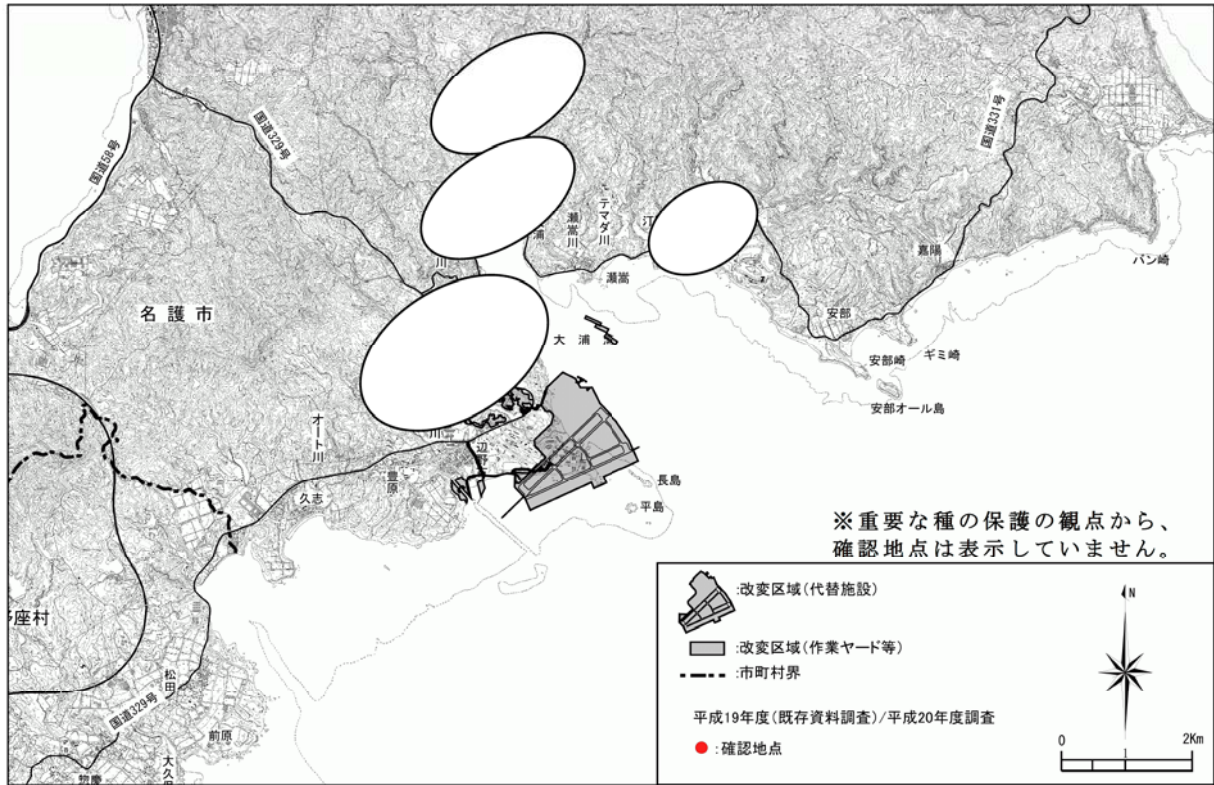 国道58号
国道329号
国道331号
名護市
浦
瀬嵩川
テマダ川
汀
川
瀬嵩
嘉陽
バン崎
安部
大浦
安部崎
ギミ崎
安部オール島
オート川
川
辺野
豊原
久志
長島
平島
※重要な種の保護の観点から、
確認地点は表示していません。
野座村
松田
国道329号
前原
惣慶
:改変区域(代替施設)
:改変区域(作業ヤード等)
:市町村界
平成19年度(既存資料調査)/平成20年度調査
:確認地点
N
0 1 2Km